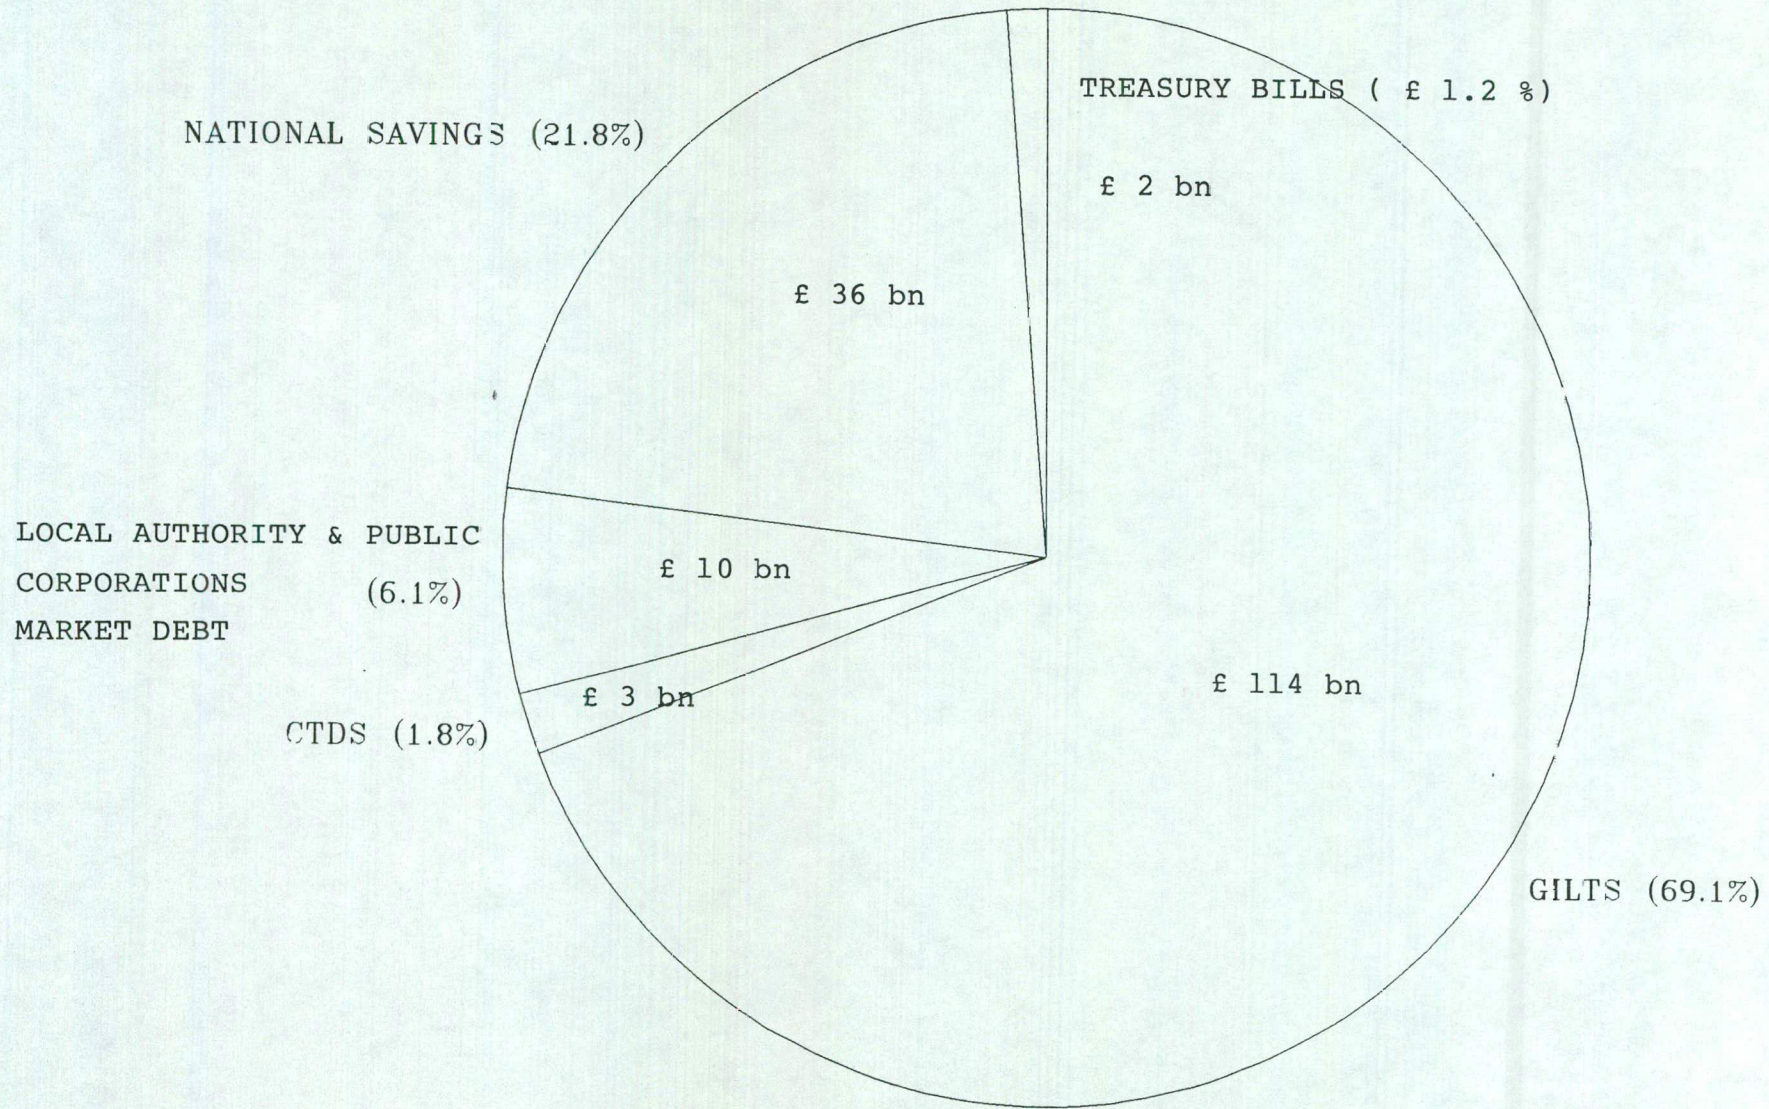 TREASURY BILLS ( £ 1.2 %)
NATIONAL SAVINGS (21.8%)
£ 2 bn
£ 36 bn
LOCAL AUTHORITY & PUBLIC
CORPORATIONS (6.1%)
MARKET DEBT
£ 10 bn
£ 3 bn
CTDS (1.8%)
£ 114 bn
GILTS (69.1%)